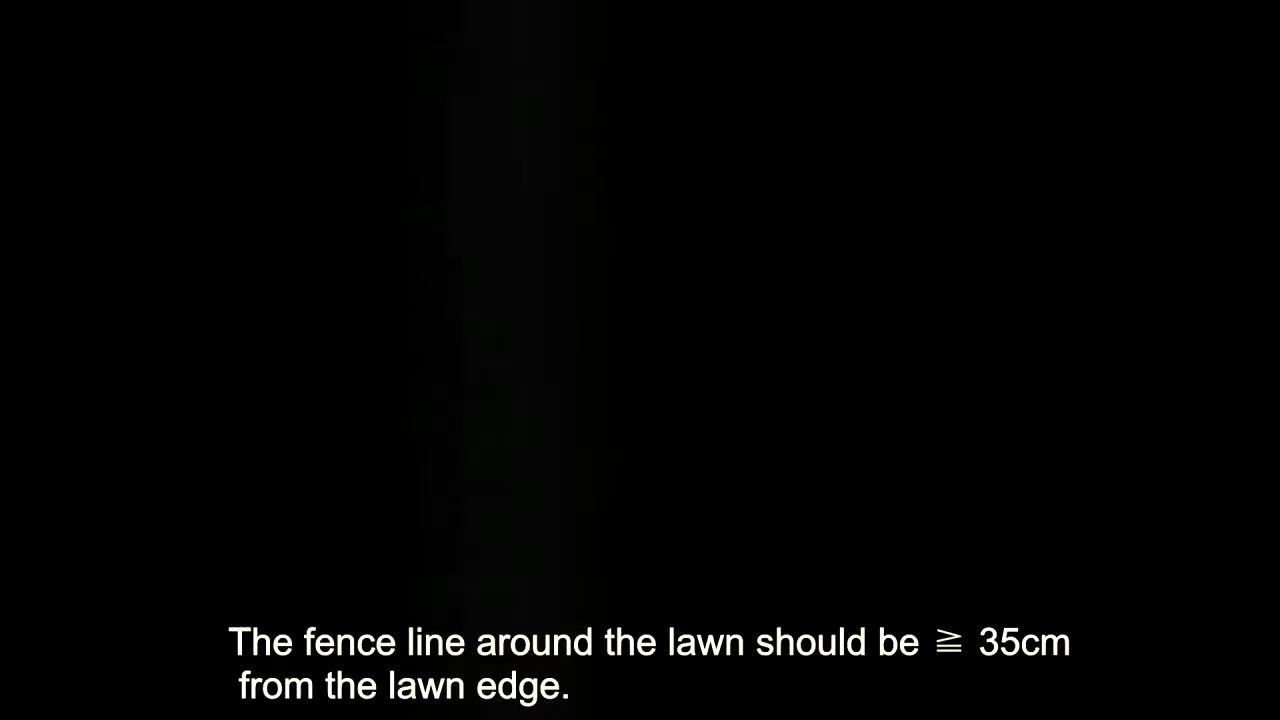 The fence line around the lawn should be ≧ 35cm
from the lawn edge.